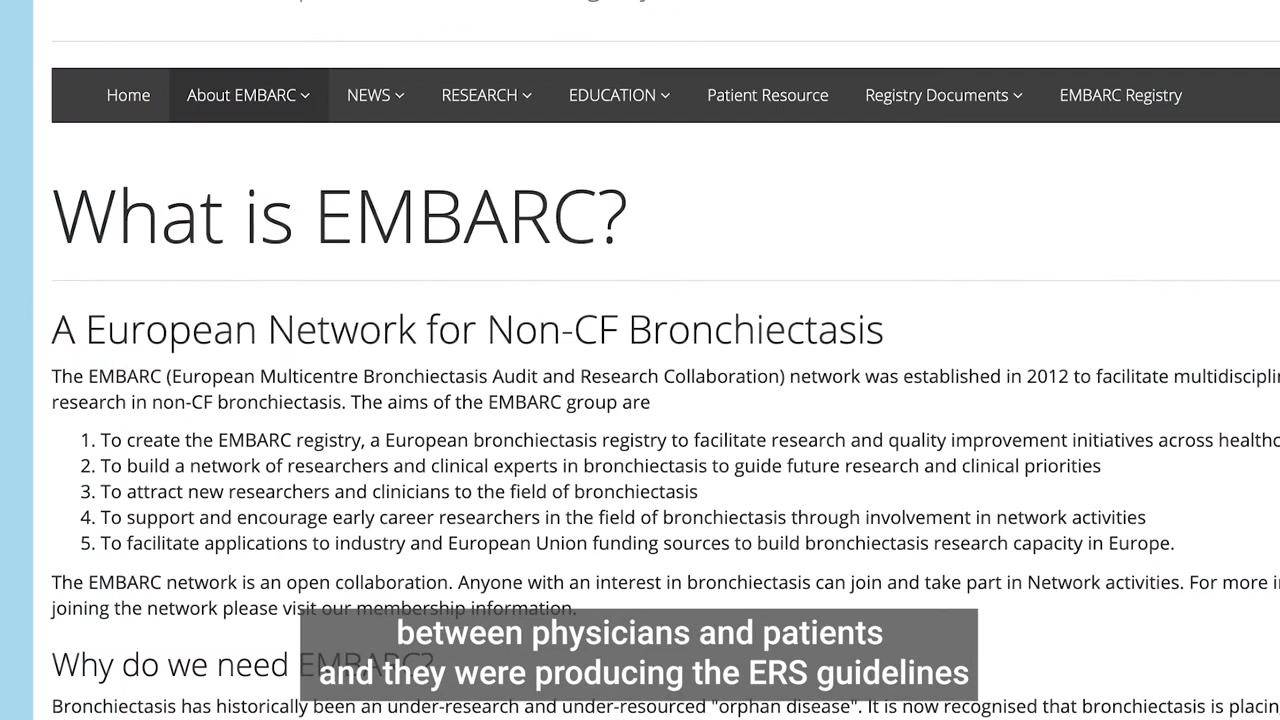 Home About EMBARC NEWS RESEARCH EDUCATION Patient Resource Registry Documents EMBARC Registry
What is EMBARC?
A European Network for Non-CF Bronchiectasis
The EMBARC (European Multicentre Bronchiectasis Audit and Research Collaboration) network was established in 2012 to facilitate
research in non-CF bronchiectasis. The aims of the EMBARC group are
1. To create the EMBARC registry, a European bronchiectasis registry to facilitate research and quality improvement initiatives across
2. To build a network of researchers and clinical experts in bronchiectasis to guide future research and clinical priorities
3. To attract new researchers and clinicians to the field of bronchiectasis
4. To support and encourage early career researchers in the field of bronchiectasis through involvement in network activities
5. To facilitate applications to industry and European Union funding sources to build bronchiectasis research capacity in Europe.
The EMBARC network is an open collaboration. Anyone with an interest in bronchiectasis can join and take part in Network activities. For more
joining the network please visit our membership information.
between physicians and patients
Why do we need EMBARC?
and they were producing the ERS guidelines
Bronchiectasis has historically been an under-research and under-resourced "orphan disease". It is now recognised that bronchiectasis is